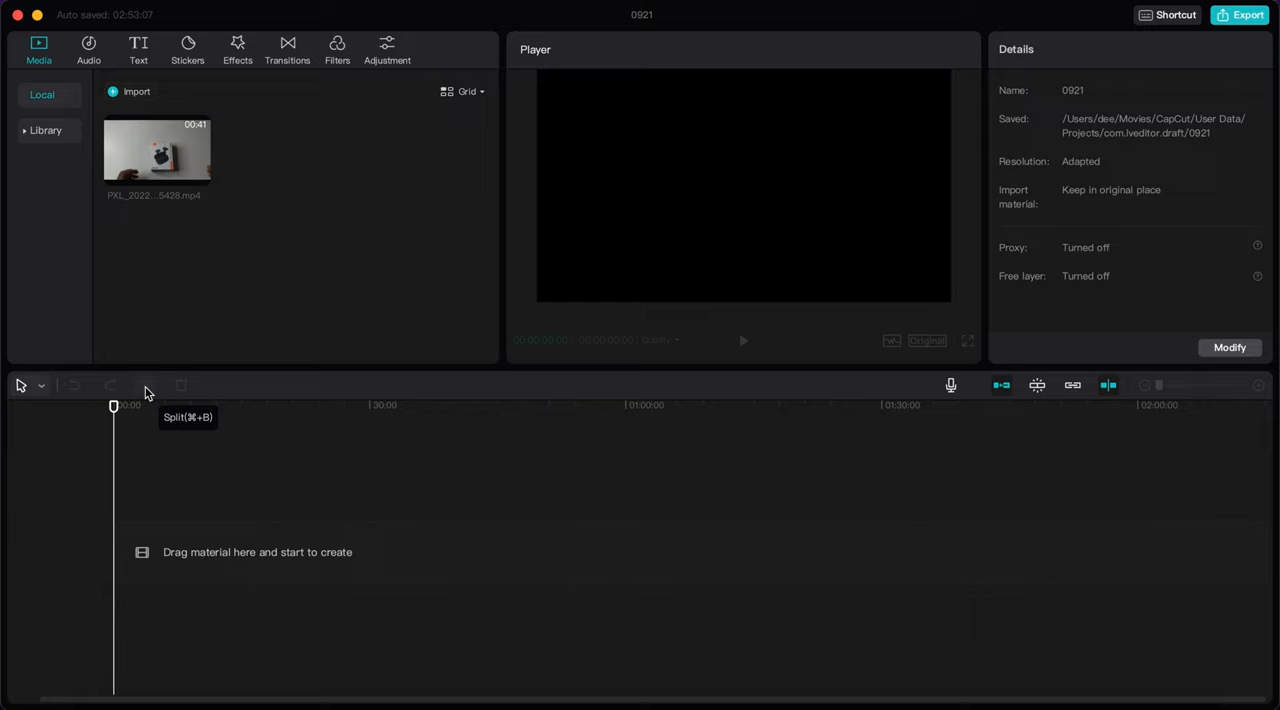 Auto saved: 02:53:07
0921
Shortcut
Export
Media
Audio
TI
Text
Stickers
Effects
Transitions
Filters
Adjustment
Player
Details
Local
Library
Import
Grid
00:41
PXL_2022...5428.mp4
Name: 0921
Saved: /Users/dee/Movies/CapCut/User Data/
Projects/com.lveditor.draft/0921
Resolution: Adapted
Import Keep in original place
material:
Proxy: Turned off
Free layer: Turned off
Modify
00:00:00:00 00:00:00:00 Quality
Original
00:00 30:00 01:00:00 01:30:00 02:00:00
Split(⌘+B)
Drag material here and start to create